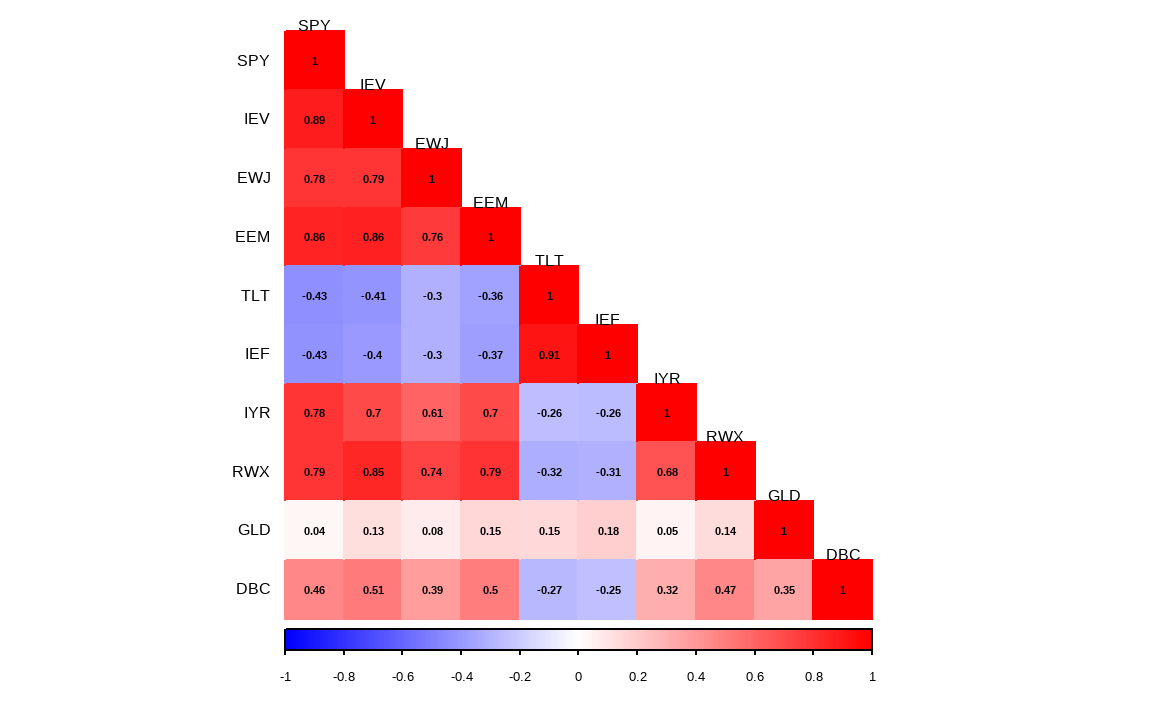 SPY
SPY 1
IEV
IEV 0.89 1
EWJ
EWJ 0.78 0.79 1
EEM
EEM 0.86 0.86 0.76 1
TLT
TLT -0.43 -0.41 -0.3 -0.36 1
IEF
IEF -0.43 -0.4 -0.3 -0.37 0.91 1
IYR
IYR 0.78 0.7 0.61 0.7 -0.26 -0.26 1
RWX
RWX 0.79 0.85 0.74 0.79 -0.32 -0.31 0.68 1
GLD
GLD 0.04 0.13 0.08 0.15 0.15 0.18 0.05 0.14 1
DBC
DBC 0.46 0.51 0.39 0.5 -0.27 -0.25 0.32 0.47 0.35 1
-1 -0.8 -0.6 -0.4 -0.2 0 0.2 0.4 0.6 0.8 1